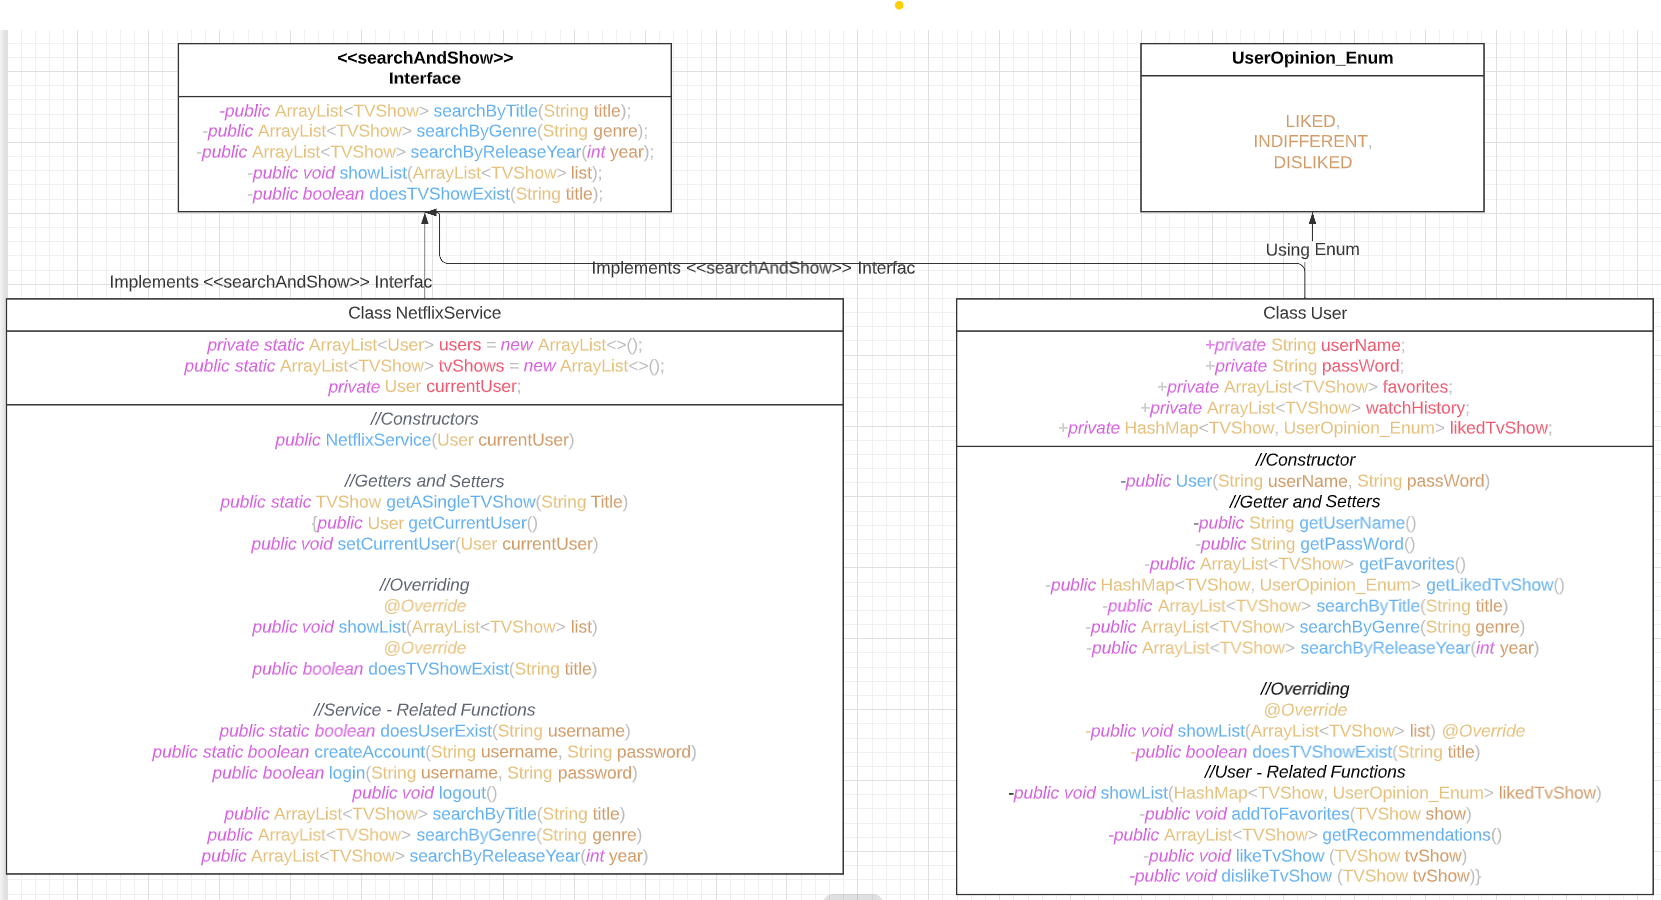 <<searchAndShow>>
Interface
-public ArrayList<TVShow> searchByTitle(String title);
-public ArrayList<TVShow> searchByGenre(String genre);
-public ArrayList<TVShow> searchByReleaseYear(int year);
-public void showList(ArrayList<TVShow> list);
-public boolean doesTVShowExist(String title);
UserOpinion_Enum
LIKED,
INDIFFERENT,
DISLIKED
Using Enum
Implements <<searchAndShow>> Interfac
Implements <<searchAndShow>> Interfac
Class NetflixService
private static ArrayList<User> users = new ArrayList<>();
public static ArrayList<TVShow> tvShows = new ArrayList<>();
private User currentUser;
//Constructors
public NetflixService(User currentUser)
//Getters and Setters
public static TVShow getASingleTVShow(String Title)
{public User getCurrentUser()
public void setCurrentUser(User currentUser)
//Overriding
@Override
public void showList(ArrayList<TVShow> list)
@Override
public boolean doesTVShowExist(String title)
//Service - Related Functions
public static boolean doesUserExist(String username)
public static boolean createAccount(String username, String password)
public boolean login(String username, String password)
public void logout()
public ArrayList<TVShow> searchByTitle(String title)
public ArrayList<TVShow> searchByGenre(String genre)
public ArrayList<TVShow> searchByReleaseYear(int year)
Class User
+private String userName;
+private String passWord;
+private ArrayList<TVShow> favorites;
+private ArrayList<TVShow> watchHistory;
+private HashMap<TVShow, UserOpinion_Enum> likedTvShow;
//Constructor
-public User(String userName, String passWord)
//Getter and Setters
-public String getUserName()
-public String getPassWord()
-public ArrayList<TVShow> getFavorites()
-public HashMap<TVShow, UserOpinion_Enum> getLikedTvShow()
-public ArrayList<TVShow> searchByTitle(String title)
-public ArrayList<TVShow> searchByGenre(String genre)
-public ArrayList<TVShow> searchByReleaseYear(int year)
//Overriding
@Override
-public void showList(ArrayList<TVShow> list) @Override
-public boolean doesTVShowExist(String title)
//User - Related Functions
-public void showList(HashMap<TVShow, UserOpinion_Enum> likedTvShow)
-public void addToFavorites(TVShow show)
-public ArrayList<TVShow> getRecommendations()
-public void likeTvShow (TVShow tvShow)
-public void dislikeTvShow (TVShow tvShow)}